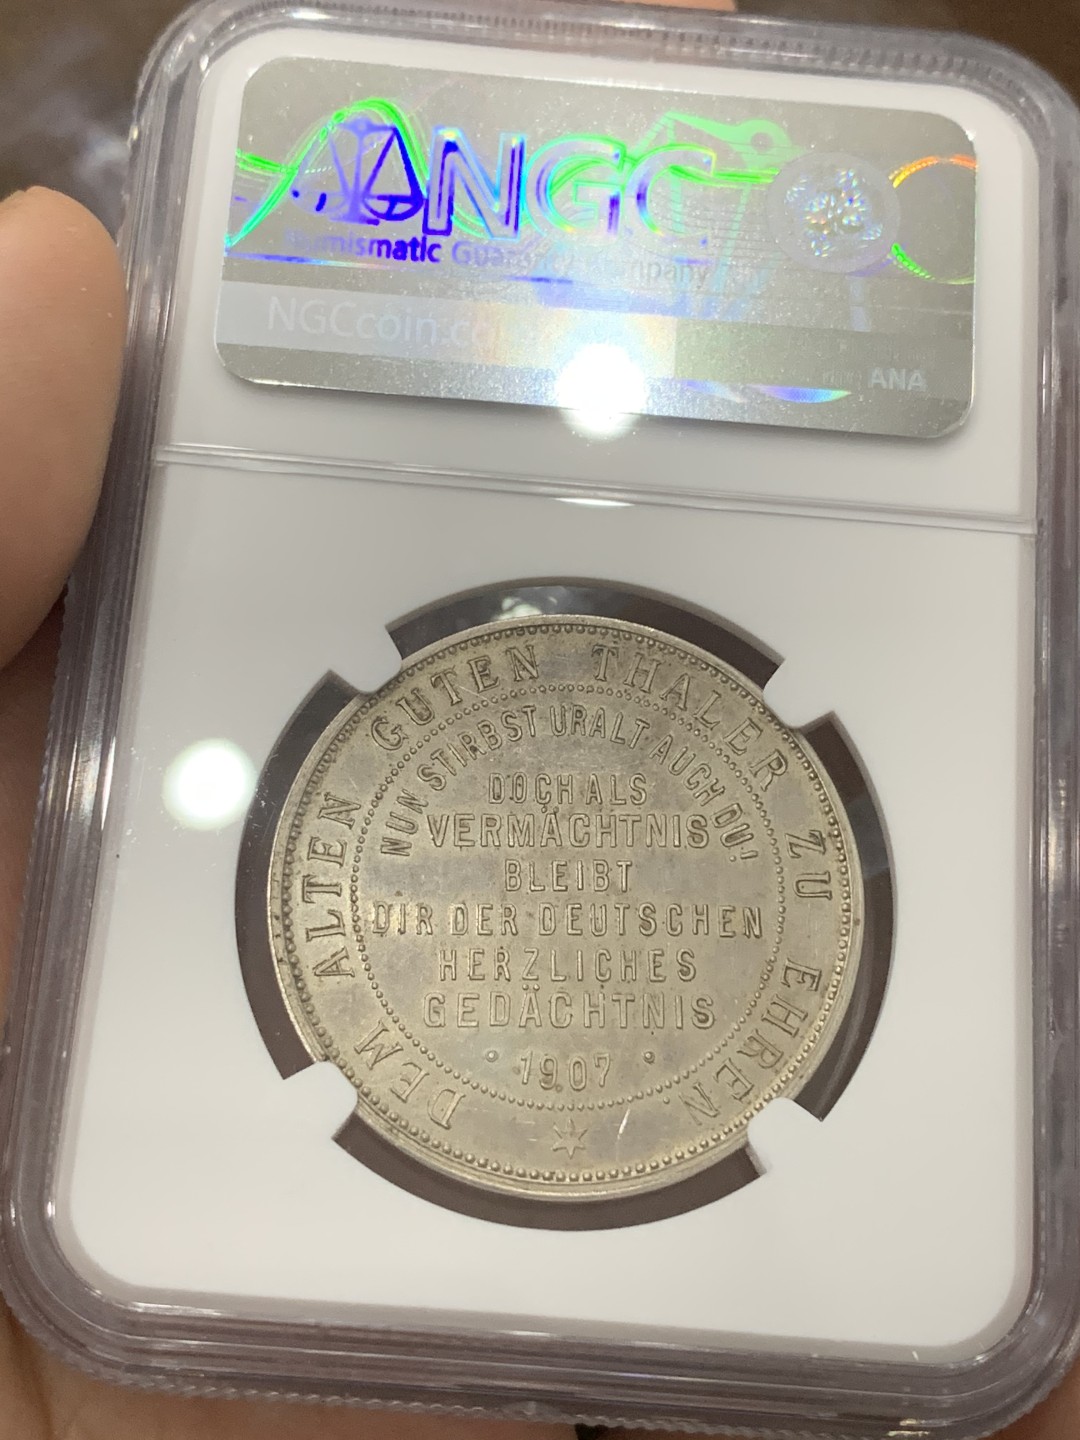 NGC
Numismatic Guaranty Company
NGCcoin.com
ANA
DEM ALTEN GUTEN THALER ZU EHREN
NUN STIRBST URALT AUCH DU!
DOCH ALS
VERMÄCHTNIS
BLEIBT
DIR DER DEUTSCHEN
HERZLICHES
GEDÄCHTNIS
1907